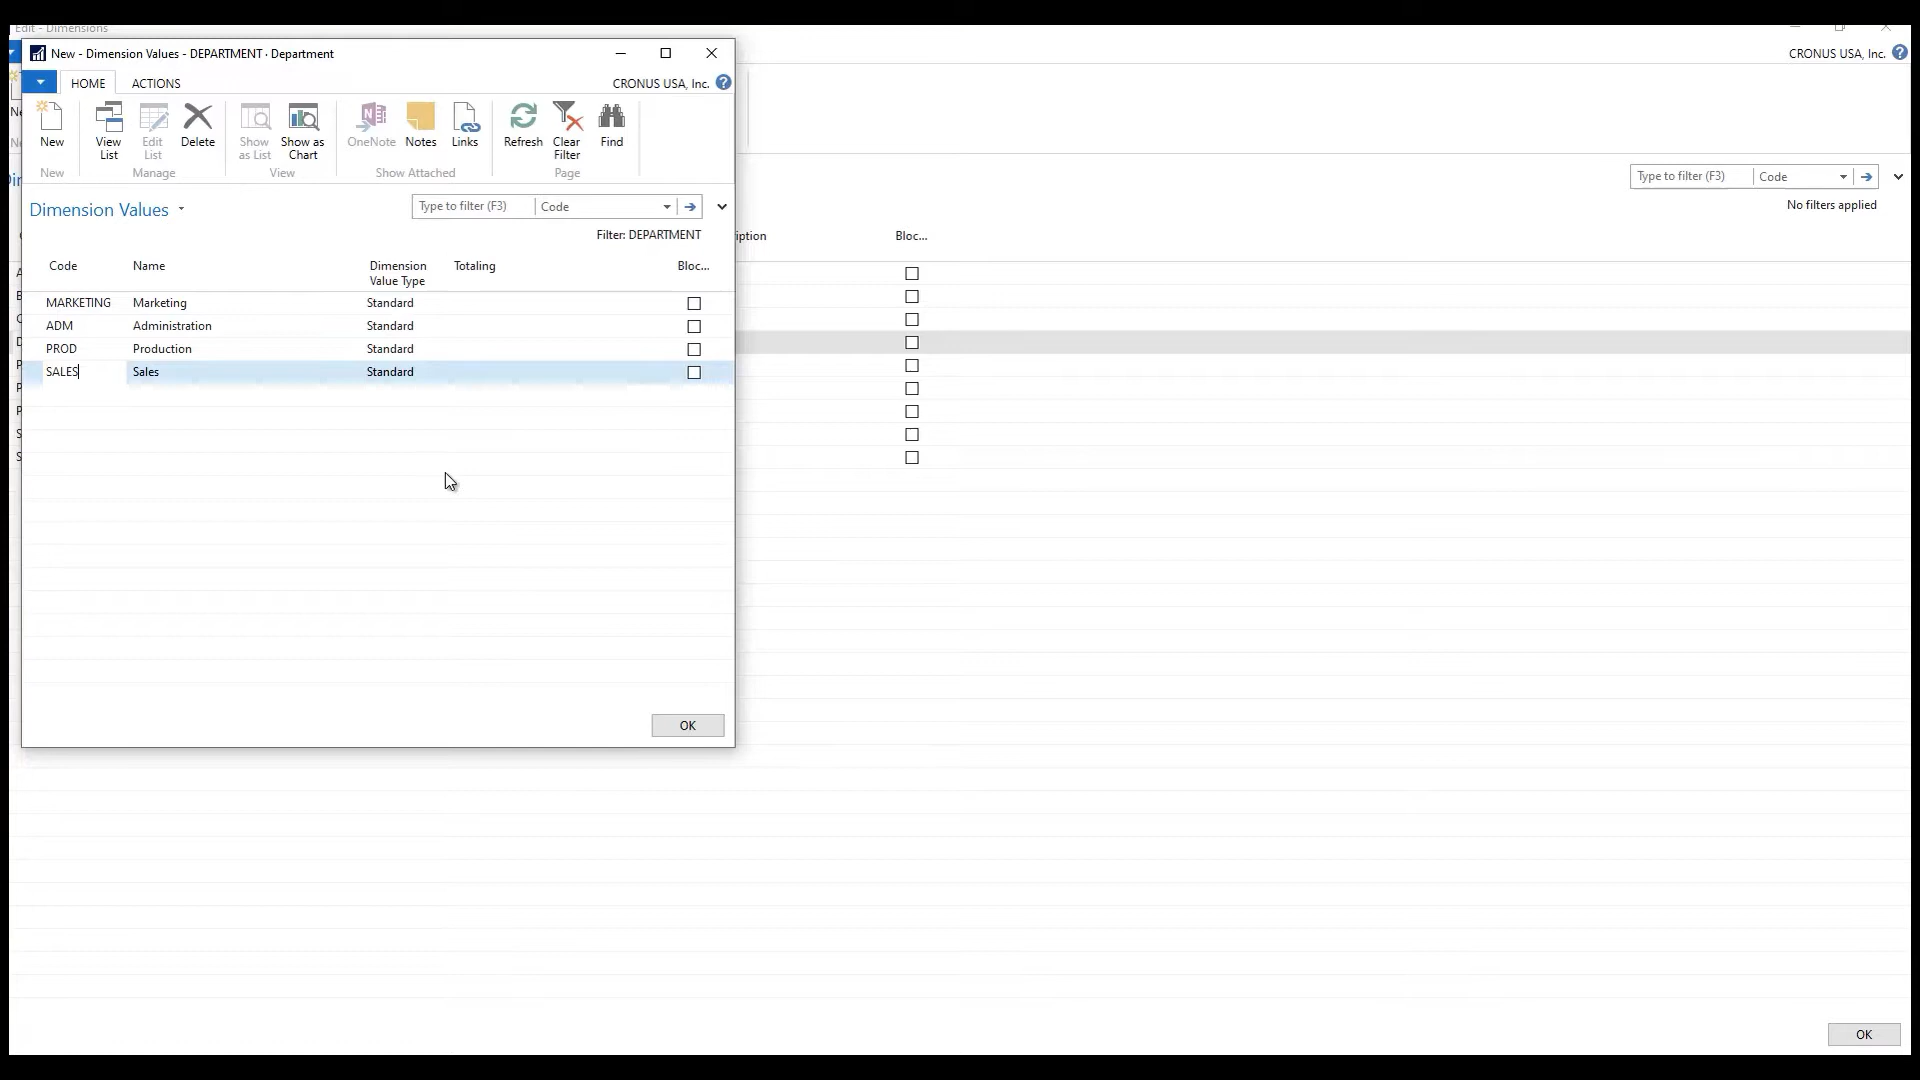 Edit - Dimensions
New - Dimension Values - DEPARTMENT · Department
CRONUS USA, Inc.
HOME
ACTIONS
CRONUS USA, Inc.
New
View List
Edit List
Delete
Show as List
Show as Chart
OneNote
Notes
Links
Refresh
Clear Filter
Find
New
Manage
View
Show Attached
Page
Type to filter (F3)
Code
No filters applied
Dimension Values
Type to filter (F3)
Code
Filter: DEPARTMENT
iption
Bloc...
Code
Name
Dimension Value Type
Totaling
Bloc...
MARKETING Marketing Standard
ADM Administration Standard
PROD Production Standard
SALES Sales Standard
OK
OK